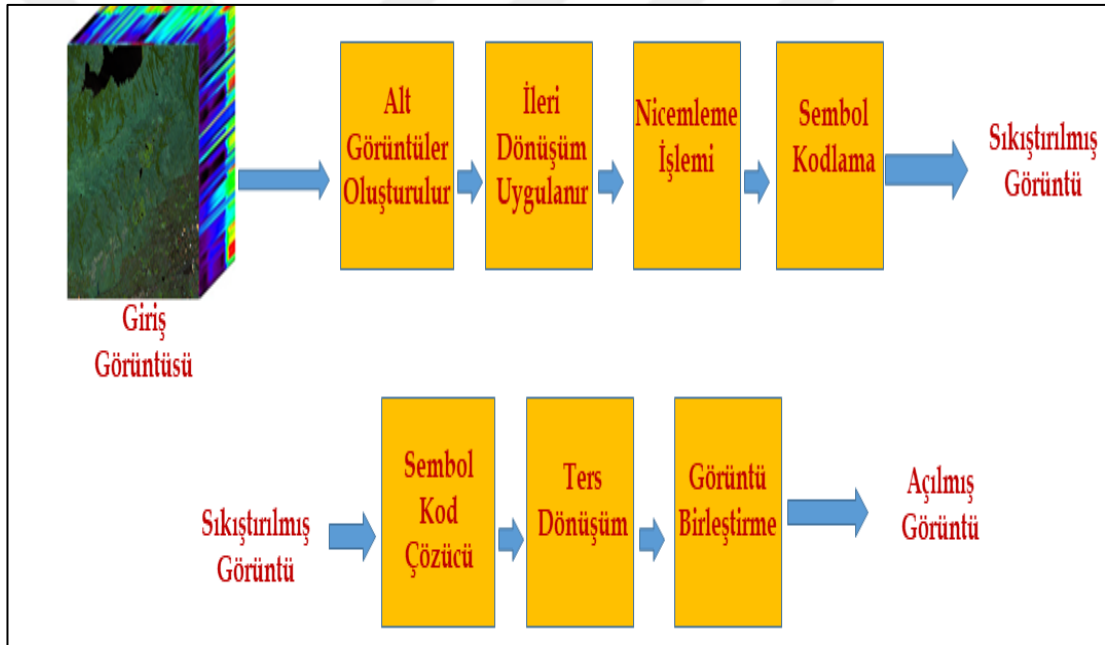 Alt
Görüntüler
Oluşturulur
İleri
Dönüşüm
Uygulanır
Nicemleme
İşlemi
Sembol
Kodlama
Sıkıştırılmış
Görüntü
Giriş
Görüntüsü
Sıkıştırılmış
Görüntü
Sembol
Kod
Çözücü
Ters
Dönüşüm
Görüntü
Birleştirme
Açılmış
Görüntü